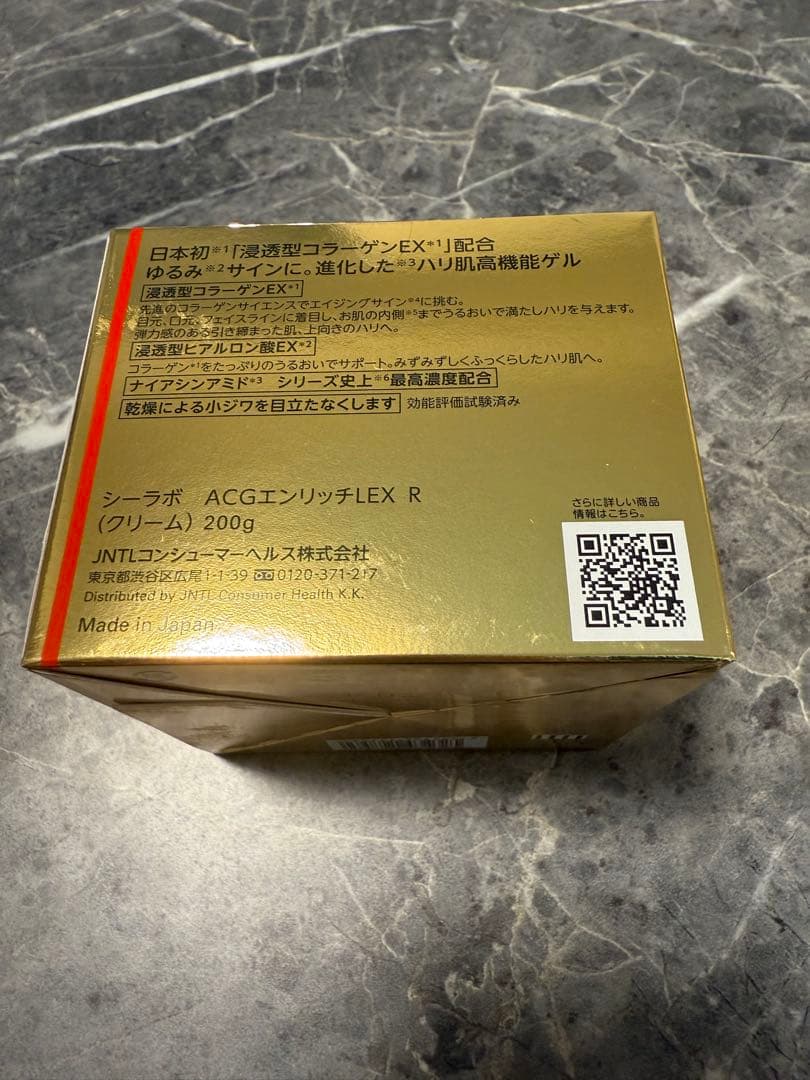 日本初※1「浸透型コラーゲンEX*1」配合
ゆるみ※2サインに。進化した※3ハリ肌高機能ゲル
浸透型コラーゲンEX*1
先進のコラーゲンサイエンスでエイジングサイン※4に挑む。
目元、口元、フェイスラインに着目し、お肌の内側※5までうるおいで満たしハリを与えます。
弾力感のある引き締まった肌、上向きのハリへ。
浸透型ヒアルロン酸EX*2
コラーゲン*1をたっぷりのうるおいでサポート。みずみずしくふっくらしたハリ肌へ。
ナイアシンアミド*3 シリーズ史上※6最高濃度配合
乾燥による小ジワを目立たなくします 効能評価試験済み
シーラボ ACGエンリッチLEX R
(クリーム) 200g
JNTLコンシューマーヘルス株式会社
東京都渋谷区広尾1-1-39 0120-371-217
Distributed by JNTL Consumer Health K.K.
Made in Japan
さらに詳しい商品
情報はこちら。